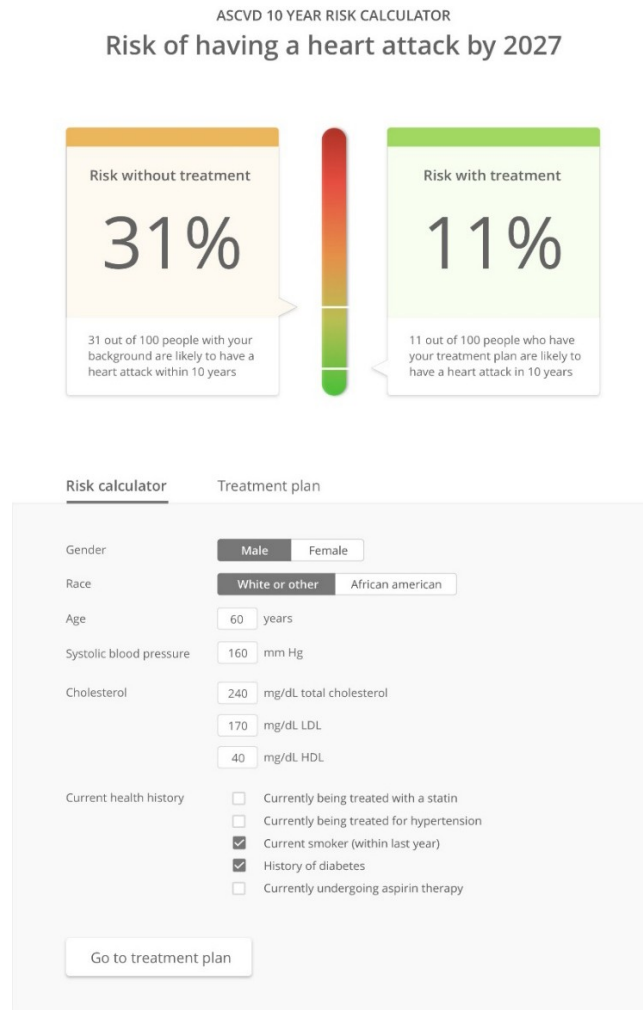 ASCVD 10 YEAR RISK CALCULATOR
Risk of having a heart attack by 2027
Risk without treatment
31%
31 out of 100 people with your
background are likely to have a
heart attack within 10 years
Risk with treatment
11%
11 out of 100 people who have
your treatment plan are likely to
have a heart attack in 10 years
Risk calculator Treatment plan
Gender Male Female
Race White or other African american
Age 60 years
Systolic blood pressure 160 mm Hg
Cholesterol 240 mg/dL total cholesterol
170 mg/dL LDL
40 mg/dL HDL
Current health history Currently being treated with a statin
Currently being treated for hypertension
Current smoker (within last year)
History of diabetes
Currently undergoing aspirin therapy
Go to treatment plan